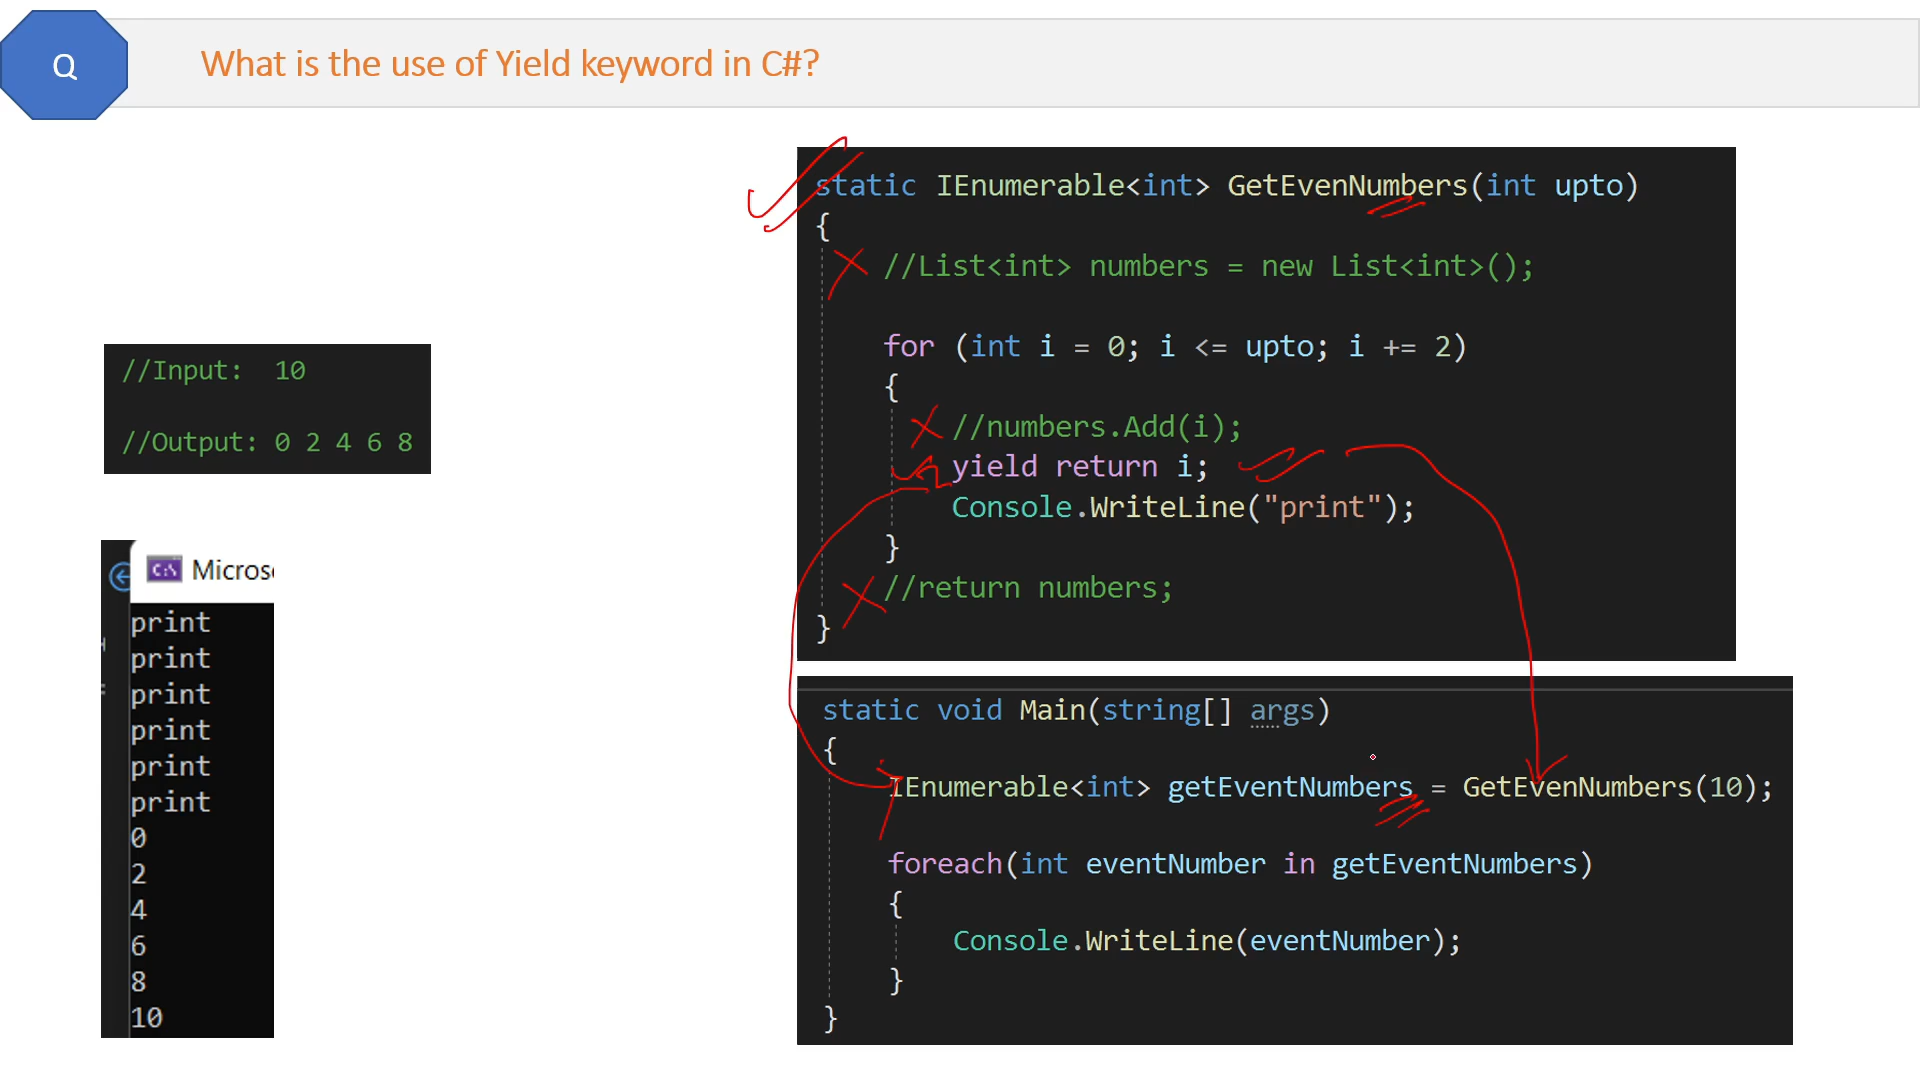 Q
What is the use of Yield keyword in C#?
static IEnumerable<int> GetEvenNumbers(int upto)
{
//List<int> numbers = new List<int>();
for (int i = 0; i <= upto; i += 2)
{
//numbers.Add(i);
yield return i;
Console.WriteLine("print");
}
//return numbers;
}
//Input: 10
//Output: 0 2 4 6 8
C:\ Micros
print
print
print
print
print
print
0
2
4
6
8
10
static void Main(string[] args)
{
IEnumerable<int> getEventNumbers = GetEvenNumbers(10);
foreach(int eventNumber in getEventNumbers)
{
Console.WriteLine(eventNumber);
}
}